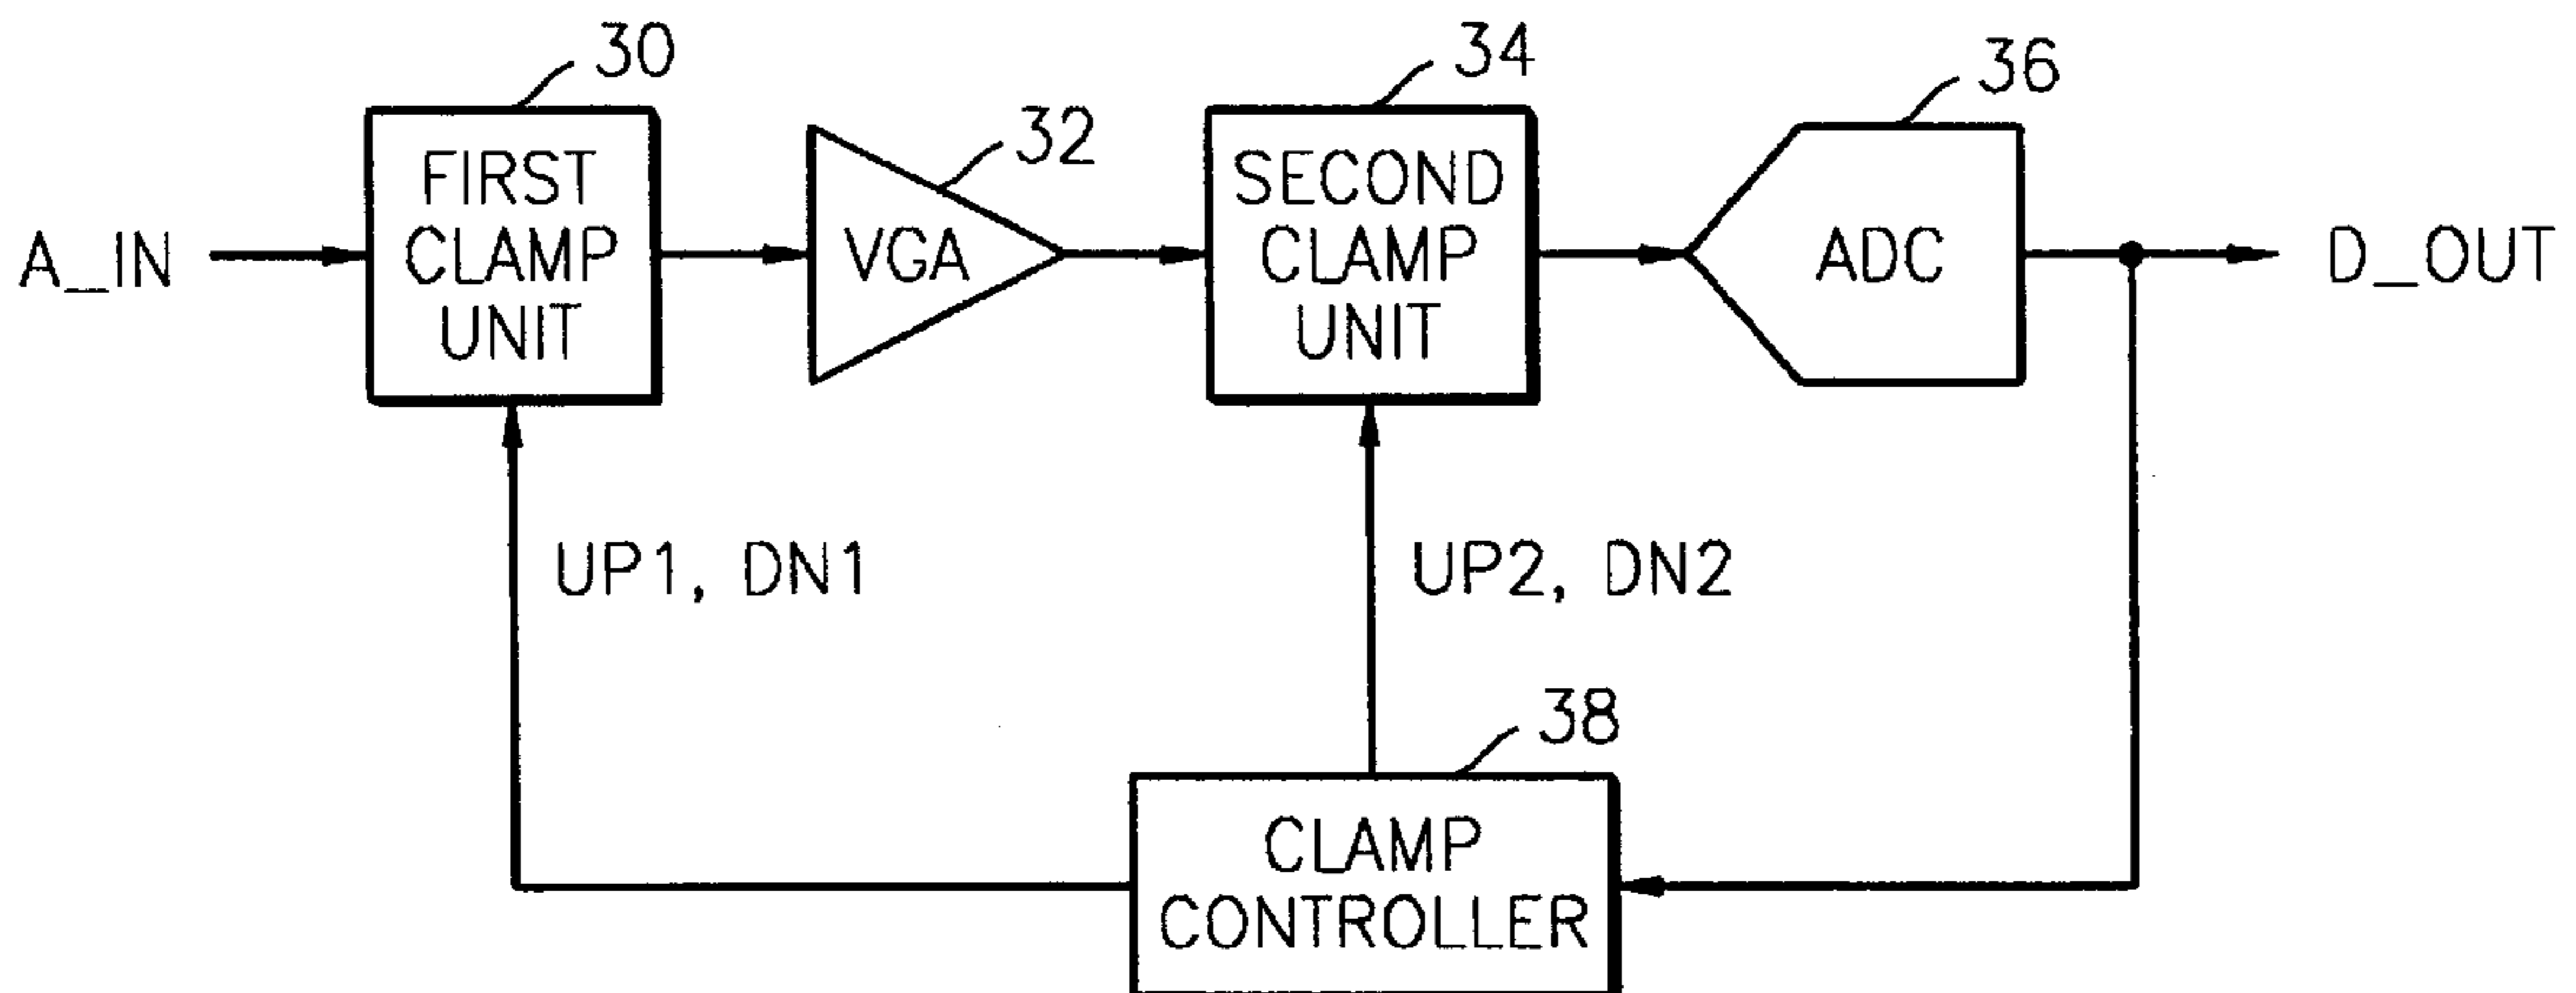 30
34
36
32
FIRST
CLAMP
UNIT
VGA
SECOND
CLAMP
UNIT
ADC
A_IN
D_OUT
UP1, DN1
UP2, DN2
38
CLAMP
CONTROLLER